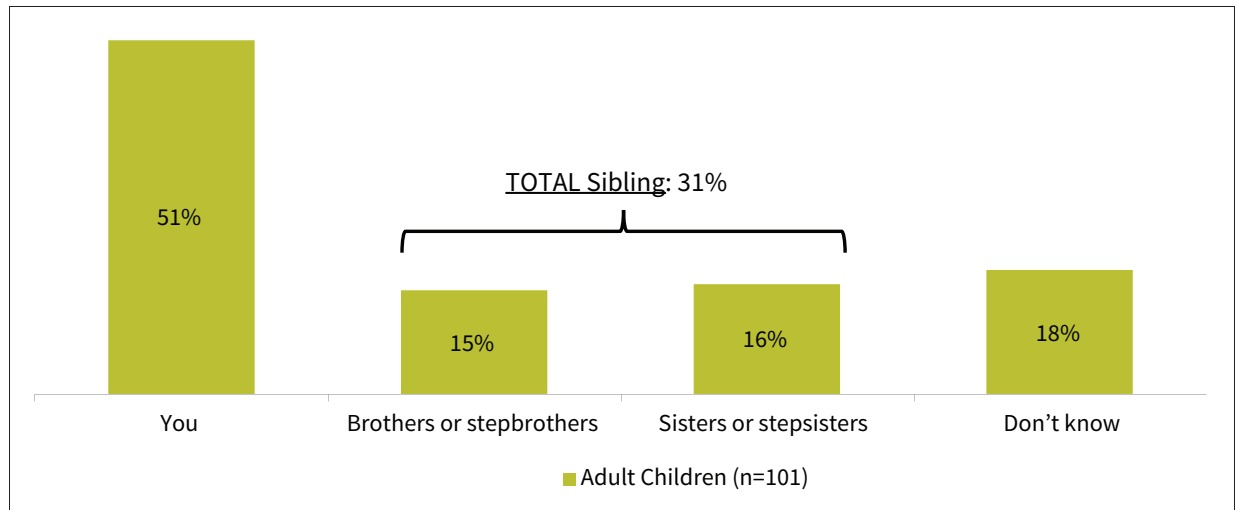 TOTAL Sibling: 31%
51%
15%
16%
18%
You
Brothers or stepbrothers
Sisters or stepsisters
Don’t know
Adult Children (n=101)